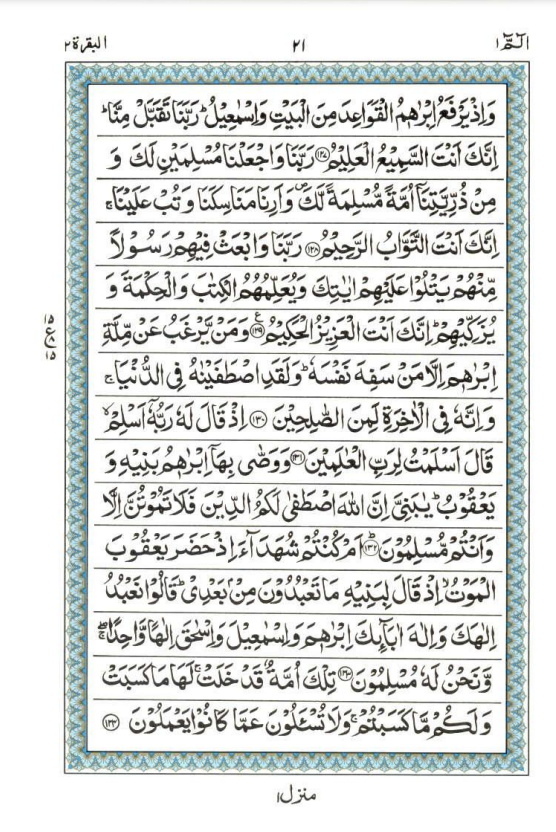 الٓمّٓ ١ ٢١ البقرة ٢
وَاِذۡ يَرۡفَعُ اِبۡرٰهٖمُ الۡقَوَاعِدَ مِنَ الۡبَيۡتِ وَاِسۡمٰعِيۡلُؕ رَبَّنَا تَقَبَّلۡ مِنَّاؕ
اِنَّكَ اَنۡتَ السَّمِيۡعُ الۡعَلِيۡمُ ۝١٢٧ رَبَّنَا وَاجۡعَلۡنَا مُسۡلِمَيۡنِ لَكَ وَ
مِنۡ ذُرِّيَّتِنَاۤ اُمَّةً مُّسۡلِمَةً لَّكَ۪ وَاَرِنَا مَنَاسِكَنَا وَتُبۡ عَلَيۡنَاۚ
اِنَّكَ اَنۡتَ التَّوَّابُ الرَّحِيۡمُ ۝١٢٨ رَبَّنَا وَابۡعَثۡ فِيۡهِمۡ رَسُوۡلًا
مِّنۡهُمۡ يَتۡلُوۡا عَلَيۡهِمۡ اٰيٰتِكَ وَيُعَلِّمُهُمُ الۡكِتٰبَ وَالۡحِكۡمَةَ وَ
يُزَكِّيۡهِمۡؕ اِنَّكَ اَنۡتَ الۡعَزِيۡزُ الۡحَكِيۡمُ ۝١٢٩ وَمَنۡ يَّرۡغَبُ عَنۡ مِّلَّةِ
اِبۡرٰهٖمَ اِلَّا مَنۡ سَفِهَ نَفۡسَهٗؕ وَلَقَدِ اصۡطَفَيۡنٰهُ فِى الدُّنۡيَاۚ
وَاِنَّهٗ فِى الۡاٰخِرَةِ لَمِنَ الصّٰلِحِيۡنَ ۝١٣٠ اِذۡ قَالَ لَهٗ رَبُّهٗۤ اَسۡلِمۡۙ
قَالَ اَسۡلَمۡتُ لِرَبِّ الۡعٰلَمِيۡنَ ۝١٣١ وَوَصّٰى بِهَاۤ اِبۡرٰهٖمُ بَنِيۡهِ وَ
يَعۡقُوۡبُؕ يٰبَنِىَّ اِنَّ اللّٰهَ اصۡطَفٰى لَكُمُ الدِّيۡنَ فَلَا تَمُوۡتُنَّ اِلَّا
وَاَنۡتُمۡ مُّسۡلِمُوۡنَؕ ۝١٣٢ اَمۡ كُنۡتُمۡ شُهَدَآءَ اِذۡ حَضَرَ يَعۡقُوۡبَ
الۡمَوۡتُۙ اِذۡ قَالَ لِبَنِيۡهِ مَا تَعۡبُدُوۡنَ مِنۡۢ بَعۡدِىۡؕ قَالُوۡا نَعۡبُدُ
اِلٰهَكَ وَاِلٰهَ اٰبَآٮِٕكَ اِبۡرٰهٖمَ وَاِسۡمٰعِيۡلَ وَاِسۡحٰقَ اِلٰهًا وَّاحِدًاۖۚ
وَّنَحۡنُ لَهٗ مُسۡلِمُوۡنَ ۝١٣٣ تِلۡكَ اُمَّةٌ قَدۡ خَلَتۡۚ لَهَا مَا كَسَبَتۡ
وَلَكُمۡ مَّا كَسَبۡتُمۡۚ وَلَا تُسۡـَٔلُوۡنَ عَمَّا كَانُوۡا يَعۡمَلُوۡنَ ۝١٣٤
١٥
ع
١٥
منزل ١